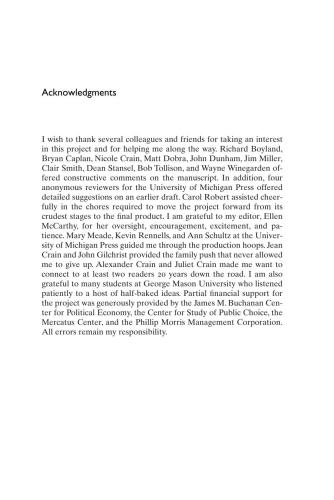 Acknowledgments
I wish to thank several colleagues and friends for taking an interest
in this project and for helping me along the way. Richard Boyland,
Bryan Caplan, Nicole Crain, Matt Dobra, John Dunham, Jim Miller,
Clair Smith, Dean Stansel, Bob Tollison, and Wayne Winegarden of-
fered constructive comments on the manuscript. In addition, four
anonymous reviewers for the University of Michigan Press offered
detailed suggestions on an earlier draft. Carol Robert assisted cheer-
fully in the chores required to move the project forward from its
crudest stages to the final product. I am grateful to my editor, Ellen
McCarthy, for her oversight, encouragement, excitement, and pa-
tience. Mary Meade, Kevin Rennells, and Ann Schultz at the Univer-
sity of Michigan Press guided me through the production hoops. Jean
Crain and John Gilchrist provided the family push that never allowed
me to give up. Alexander Crain and Juliet Crain made me want to
connect to at least two readers 20 years down the road. I am also
grateful to many students at George Mason University who listened
patiently to a host of half-baked ideas. Partial financial support for
the project was generously provided by the James M. Buchanan Cen-
ter for Political Economy, the Center for Study of Public Choice, the
Mercatus Center, and the Phillip Morris Management Corporation.
All errors remain my responsibility.